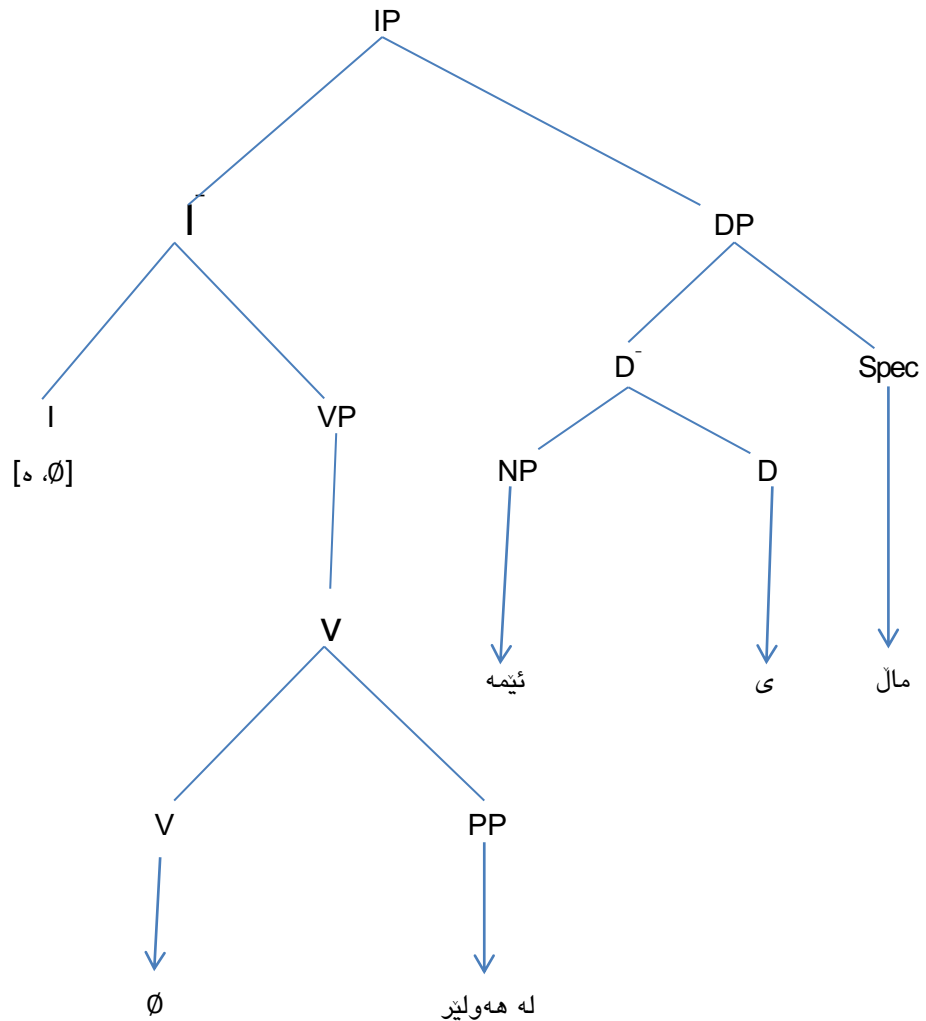 IP
Ī DP
D¯ Spec
I VP
NP D
[Ø، ە]
V
ئێمە ی ماڵ
V PP
Ø لە هەولێر